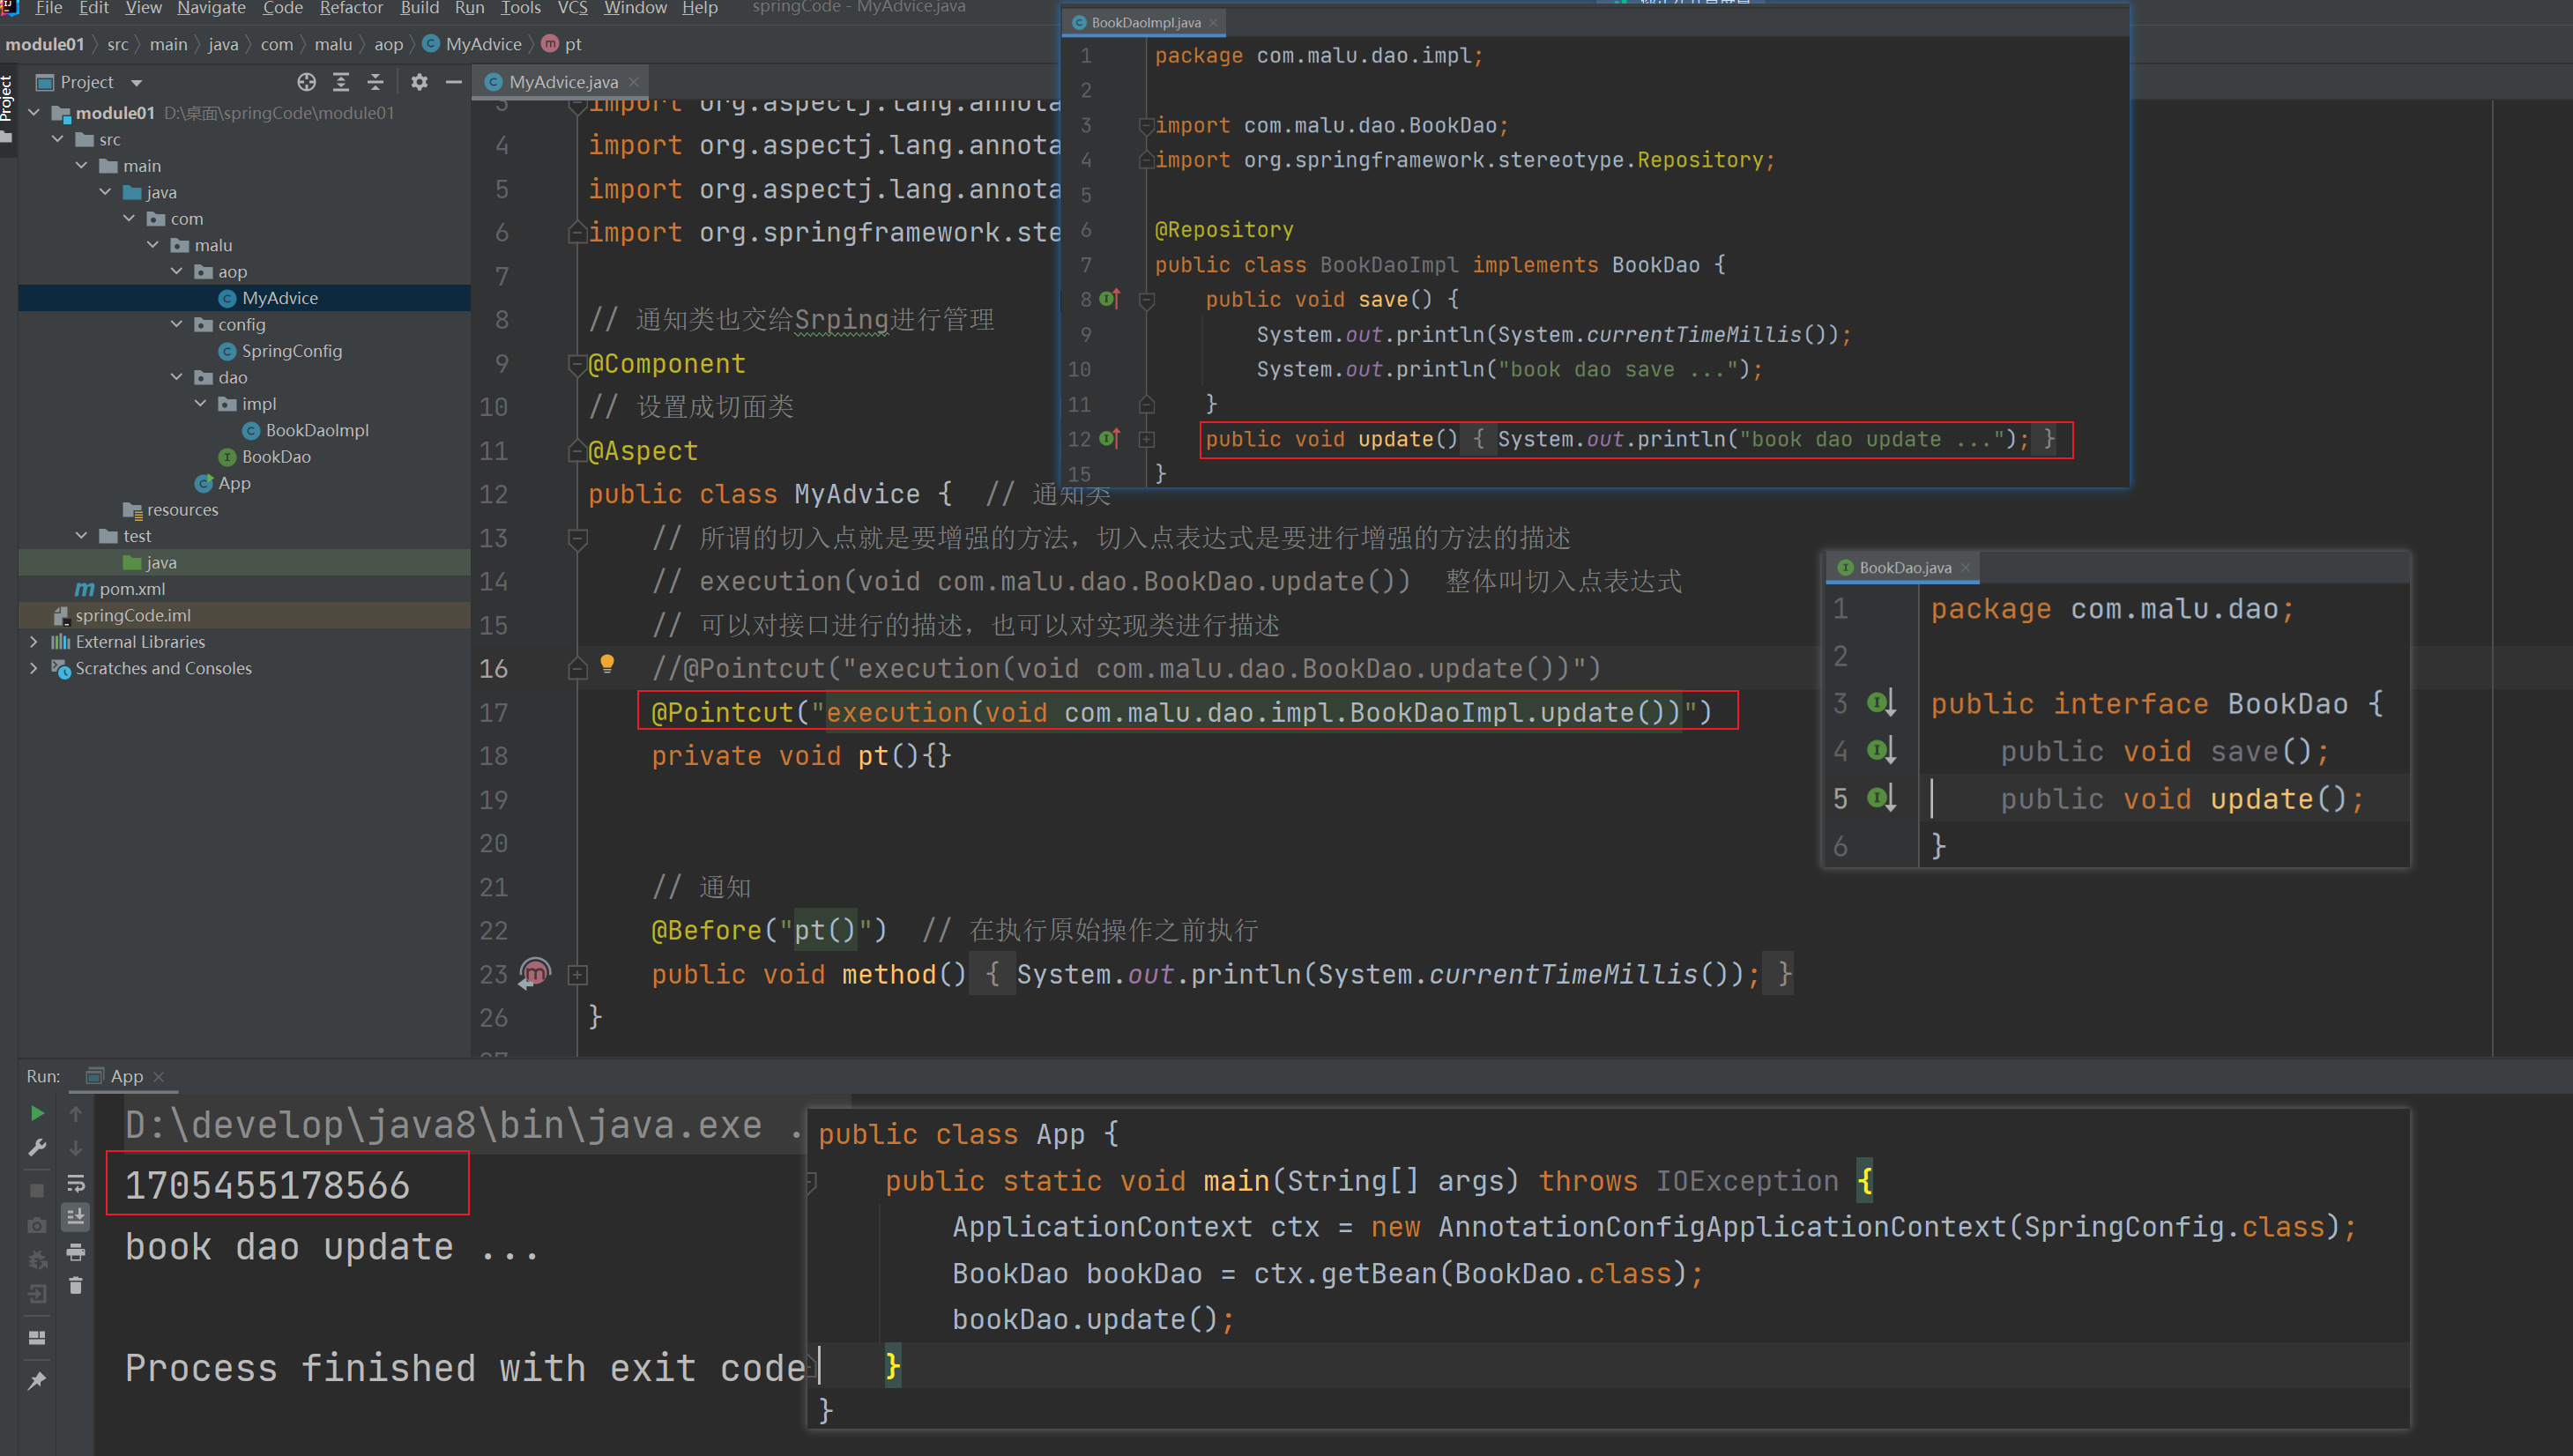 File Edit View Navigate Code Refactor Build Run Tools VCS Window Help springCode - MyAdvice.java
module01 src main java com malu aop MyAdvice pt
Project
Project
module01 D:\桌面\springCode\module01
src
main
java
com
malu
aop
MyAdvice
config
SpringConfig
dao
impl
BookDaoImpl
BookDao
App
resources
test
java
pom.xml
springCode.iml
External Libraries
Scratches and Consoles
MyAdvice.java
3 import org.aspectj.lang.annota
4 import org.aspectj.lang.annota
5 import org.aspectj.lang.annota
6 import org.springframework.ste
7
8 // 通知类也交给Srping进行管理
9 @Component
10 // 设置成切面类
11 @Aspect
12 public class MyAdvice { // 通知类
13 // 所谓的切入点就是要增强的方法，切入点表达式是要进行增强的方法的描述
14 // execution(void com.malu.dao.BookDao.update()) 整体叫切入点表达式
15 // 可以对接口进行的描述，也可以对实现类进行描述
16 //@Pointcut("execution(void com.malu.dao.BookDao.update())")
17 @Pointcut("execution(void com.malu.dao.impl.BookDaoImpl.update())")
18 private void pt(){}
19
20
21 // 通知
22 @Before("pt()") // 在执行原始操作之前执行
23 public void method() { System.out.println(System.currentTimeMillis()); }
26 }
27
BookDaoImpl.java
1 package com.malu.dao.impl;
2
3 import com.malu.dao.BookDao;
4 import org.springframework.stereotype.Repository;
5
6 @Repository
7 public class BookDaoImpl implements BookDao {
8 public void save() {
9 System.out.println(System.currentTimeMillis());
10 System.out.println("book dao save ...");
11 }
12 public void update() { System.out.println("book dao update ..."); }
15 }
BookDao.java
1 package com.malu.dao;
2
3 public interface BookDao {
4 public void save();
5 public void update();
6 }
Run: App
D:\develop\java8\bin\java.exe .
1705455178566
book dao update ...
Process finished with exit code
public class App {
public static void main(String[] args) throws IOException {
ApplicationContext ctx = new AnnotationConfigApplicationContext(SpringConfig.class);
BookDao bookDao = ctx.getBean(BookDao.class);
bookDao.update();
}
}